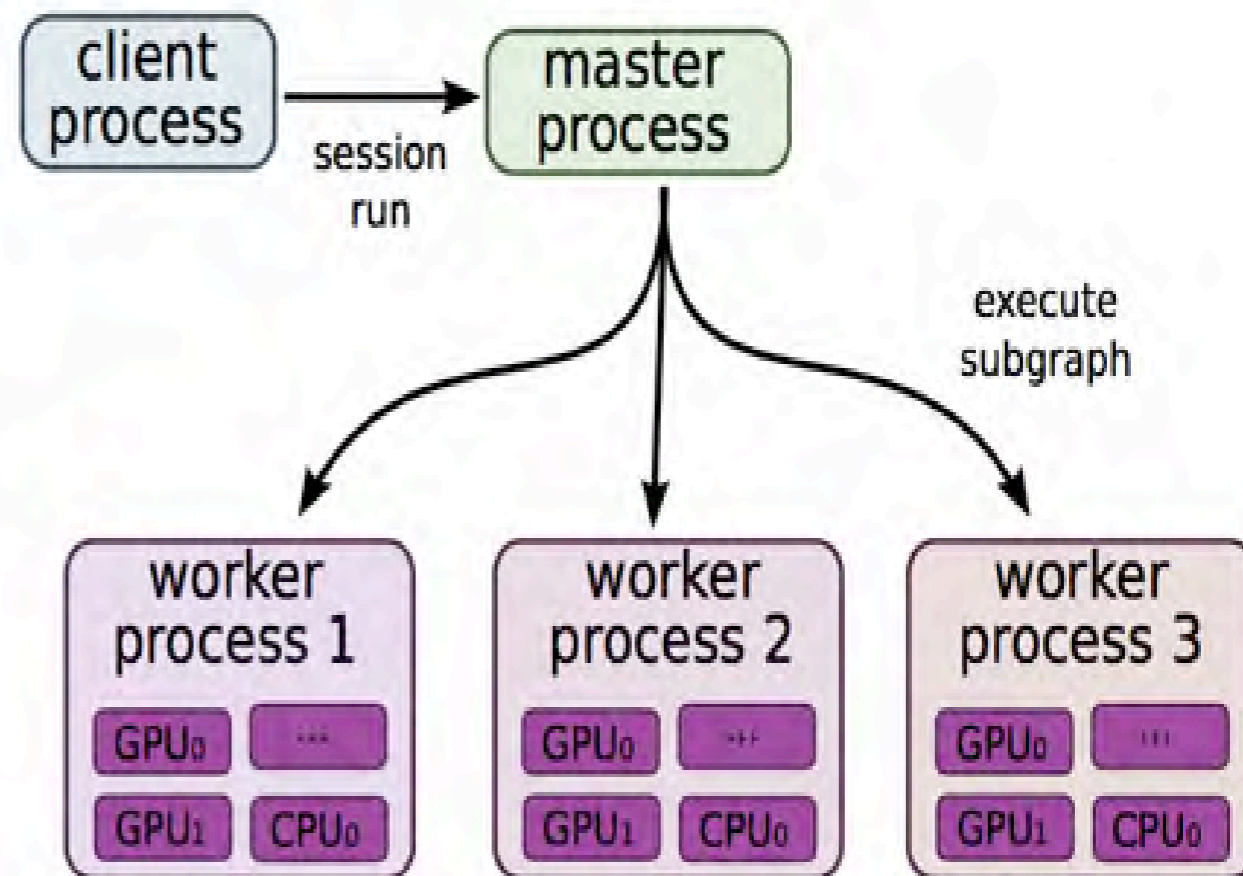 client
process
session
run
master
process
execute
subgraph
worker
process 1
GPU0
...
GPU1
CPU0
worker
process 2
GPU0
...
GPU1
CPU0
worker
process 3
GPU0
...
GPU1
CPU0